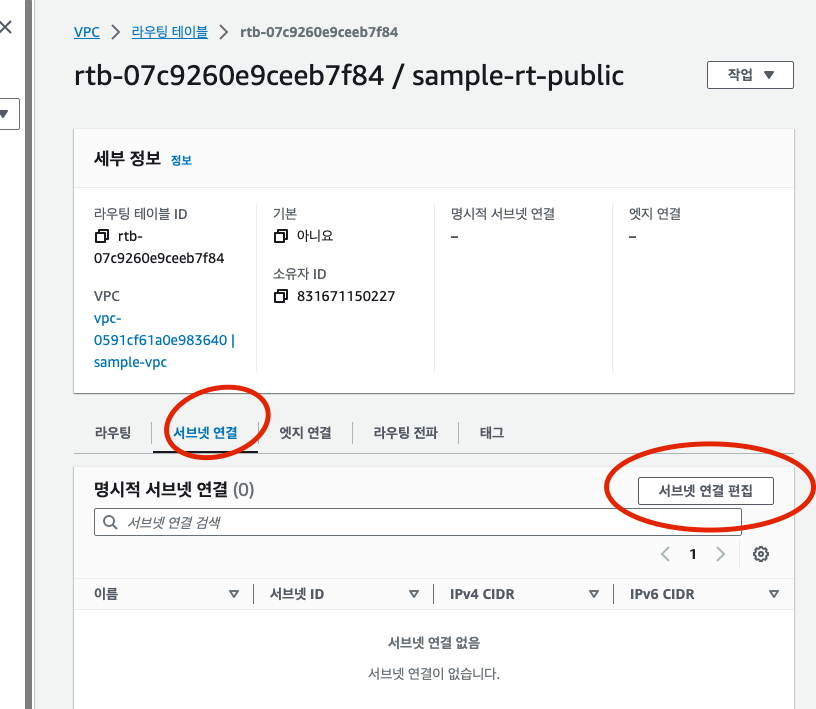 VPC > 라우팅 테이블 > rtb-07c9260e9ceeb7f84
rtb-07c9260e9ceeb7f84 / sample-rt-public
작업
세부 정보 정보
라우팅 테이블 ID
rtb-
07c9260e9ceeb7f84
VPC
vpc-
0591cf61a0e983640 |
sample-vpc
기본
아니요
소유자 ID
831671150227
명시적 서브넷 연결
–
엣지 연결
–
라우팅 서브넷 연결 엣지 연결 라우팅 전파 태그
명시적 서브넷 연결 (0)
서브넷 연결 편집
서브넷 연결 검색
1
이름 서브넷 ID IPv4 CIDR IPv6 CIDR
서브넷 연결 없음
서브넷 연결이 없습니다.